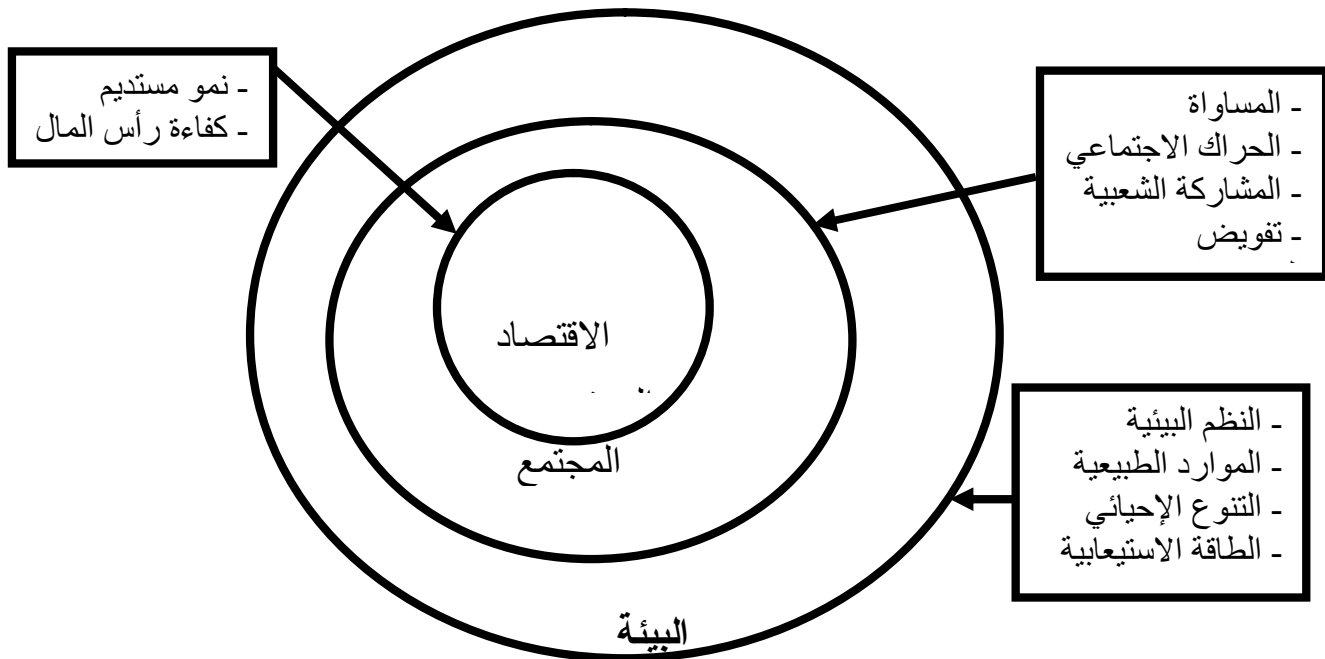 - نمو مستديم
- كفاءة رأس المال
- المساواة
- الحراك الاجتماعي
- المشاركة الشعبية
- تفويض
الاقتصاد
المجتمع
- النظم البيئية
- الموارد الطبيعية
- التنوع الإحيائي
- الطاقة الاستيعابية
البيئة